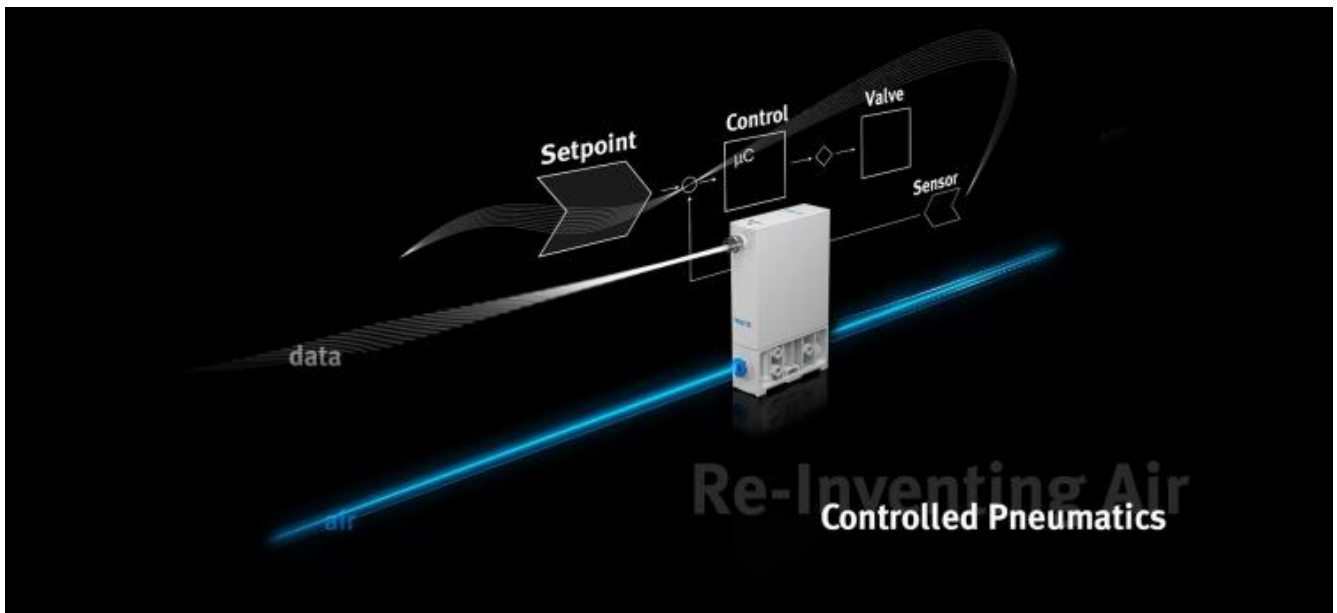 Valve
Control
μC
Setpoint
Sensor
data
Re-Inventing Air
air
Controlled Pneumatics